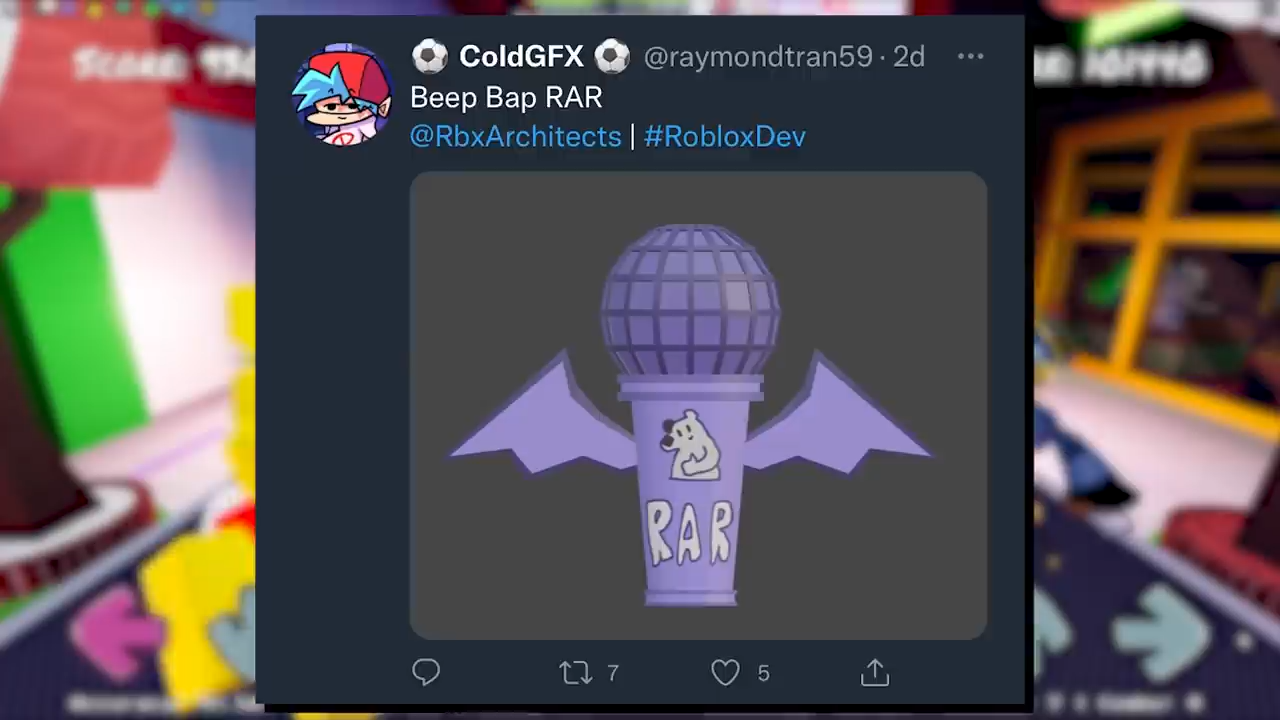 ⚽ ColdGFX ⚽ @raymondtran59 · 2d
Beep Bap RAR
@RbxArchitects | #RobloxDev
RAR
7
5